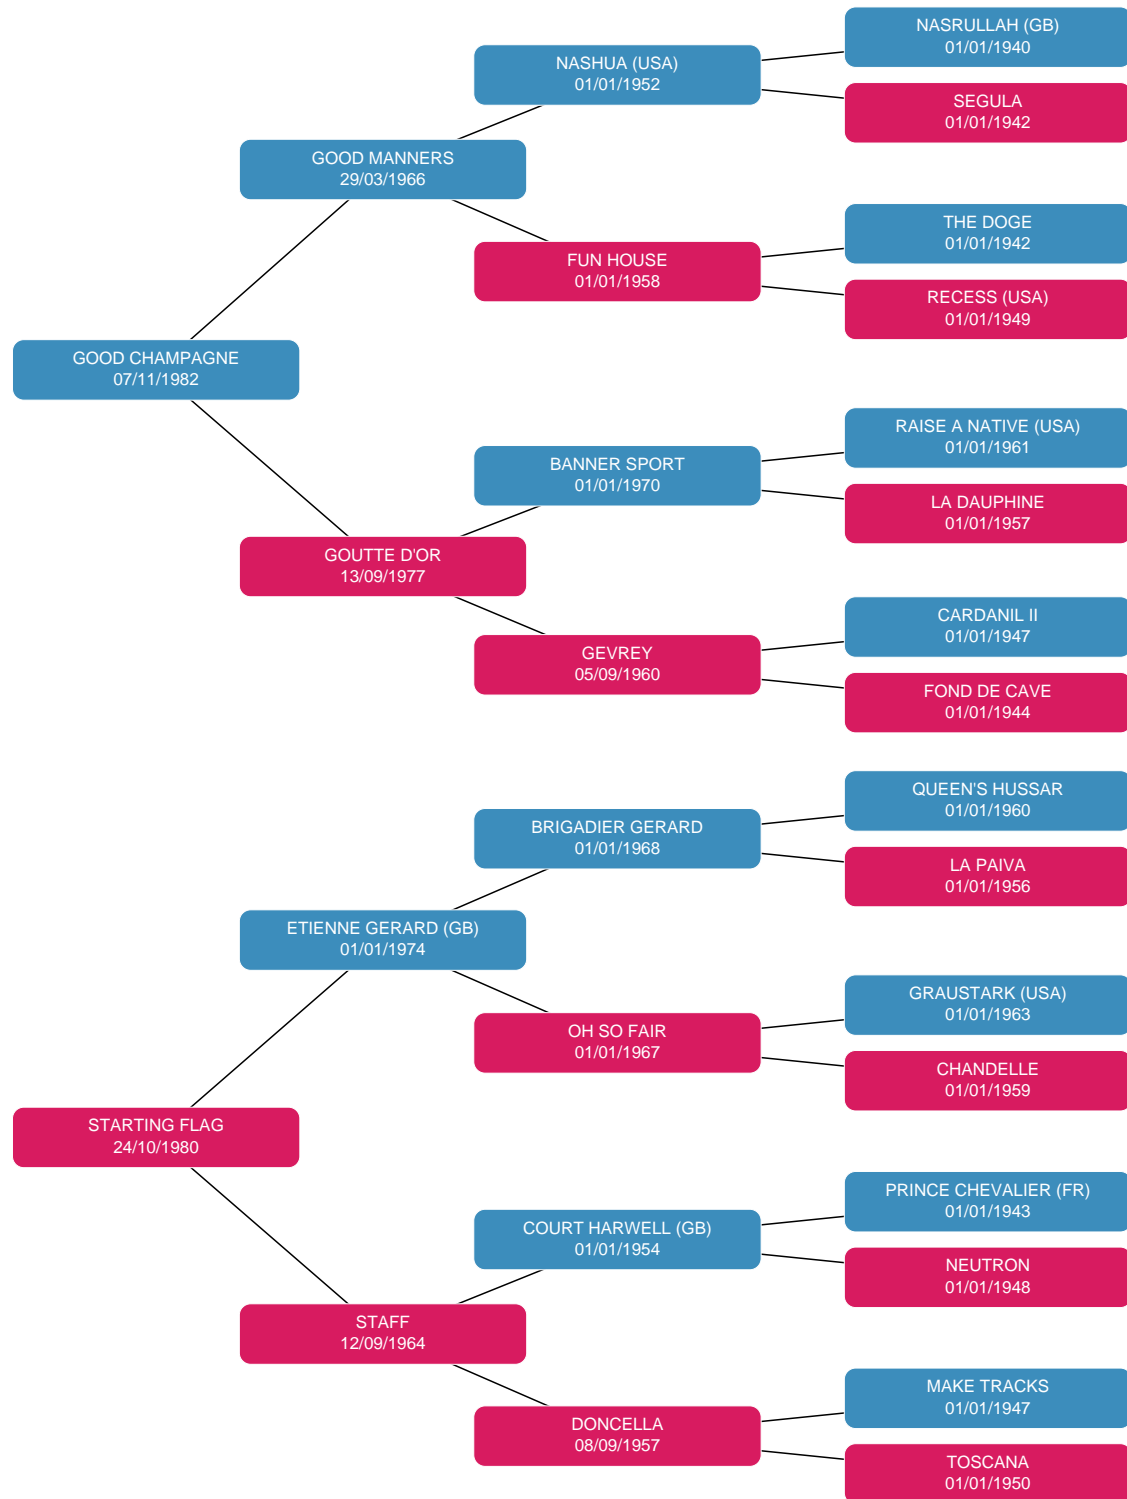 NASRULLAH (GB)
01/01/1940
NASHUA (USA)
01/01/1952
SEGULA
01/01/1942
GOOD MANNERS
29/03/1966
THE DOGE
01/01/1942
FUN HOUSE
01/01/1958
RECESS (USA)
01/01/1949
GOOD CHAMPAGNE
07/11/1982
RAISE A NATIVE (USA)
01/01/1961
BANNER SPORT
01/01/1970
LA DAUPHINE
01/01/1957
GOUTTE D'OR
13/09/1977
CARDANIL II
01/01/1947
GEVREY
05/09/1960
FOND DE CAVE
01/01/1944
QUEEN'S HUSSAR
01/01/1960
BRIGADIER GERARD
01/01/1968
LA PAIVA
01/01/1956
ETIENNE GERARD (GB)
01/01/1974
GRAUSTARK (USA)
01/01/1963
OH SO FAIR
01/01/1967
CHANDELLE
01/01/1959
STARTING FLAG
24/10/1980
PRINCE CHEVALIER (FR)
01/01/1943
COURT HARWELL (GB)
01/01/1954
NEUTRON
01/01/1948
STAFF
12/09/1964
MAKE TRACKS
01/01/1947
DONCELLA
08/09/1957
TOSCANA
01/01/1950